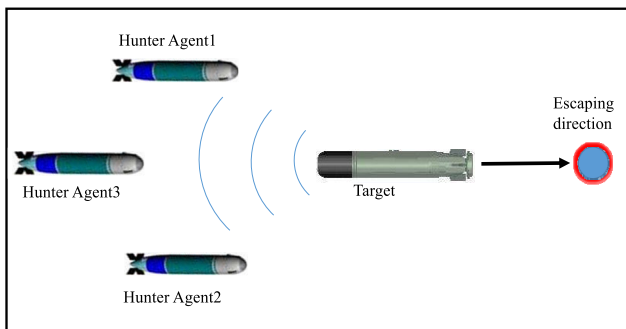 Hunter Agent1
Escaping
direction
Hunter Agent3
Target
Hunter Agent2